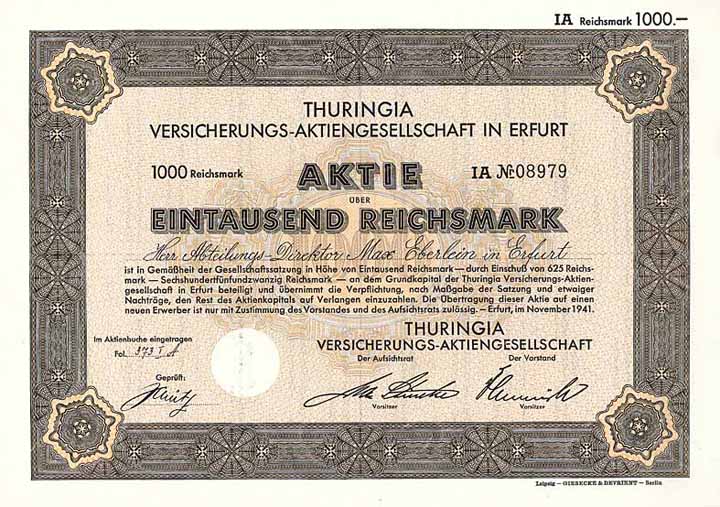 IA Reichsmark 1000.—
THURINGIA
VERSICHERUNGS-AKTIENGESELLSCHAFT IN ERFURT
1000 Reichsmark AKTIE IA № 08979
ÜBER
EINTAUSEND REICHSMARK
Herr Abteilungs-Direktor Max Eberlein in Erfurt
ist in Gemäßheit der Gesellschaftssatzung in Höhe von Eintausend Reichsmark — durch Einschuß von 625 Reichs-
mark — Sechshundertfünfundzwanzig Reichsmark — an dem Grundkapital der Thuringia Versicherungs-Aktien-
gesellschaft in Erfurt beteiligt und übernimmt die Verpflichtung, nach Maßgabe der Satzung und etwaiger
Nachträge, den Rest des Aktienkapitals auf Verlangen einzuzahlen. Die Übertragung dieser Aktie auf einen
neuen Erwerber ist nur mit Zustimmung des Vorstandes und des Aufsichtsrats zulässig. — Erfurt, im November 1941.
THURINGIA
VERSICHERUNGS-AKTIENGESELLSCHAFT
Im Aktienbuche eingetragen
Fol. 373 I A
Der Aufsichtsrat Der Vorstand
Geprüft:
Vorsitzer Vorsitzer
Leipzig — GIESECKE & DEVRIENT — Berlin